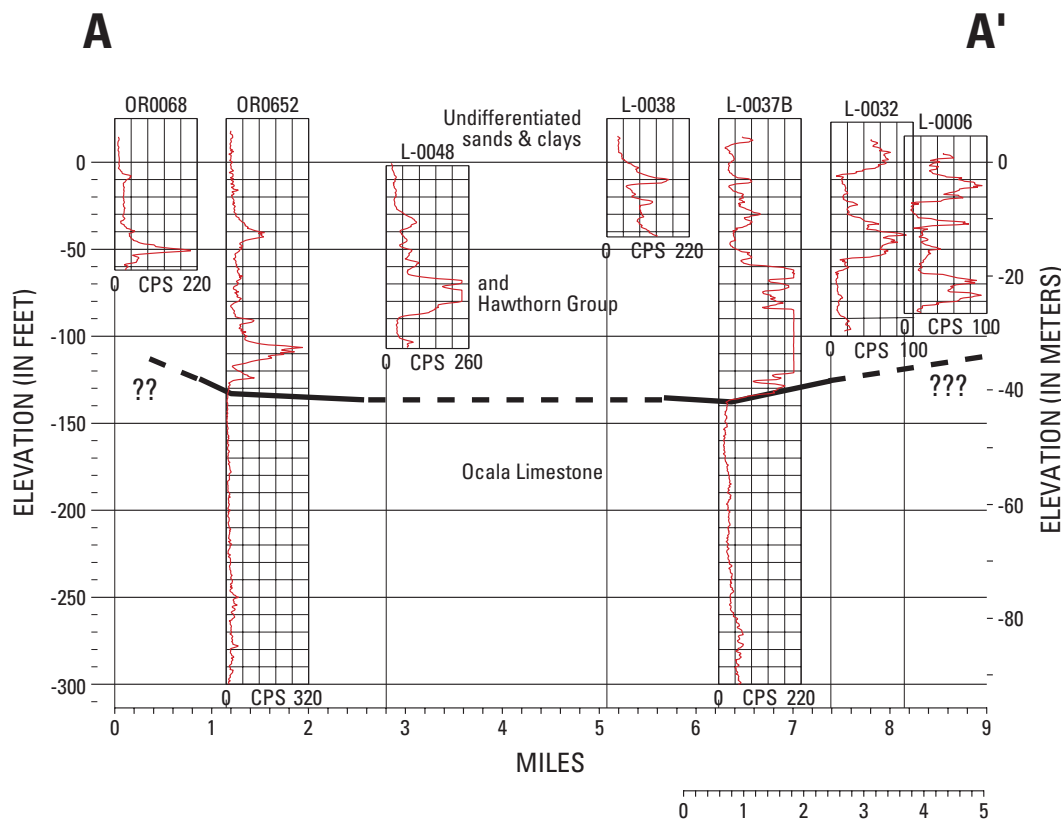 A A'
OR0068 OR0652 L-0038 L-0037B L-0032 L-0006
Undifferentiated
sands & clays
L-0048
0 0
-10
-50
0 CPS 220
0 220
CPS
-20
and
Hawthorn Group
0 100
CPS
-100
0 CPS 260
0 CPS 100
-30
?? ???
-40
-150
Ocala Limestone
-200
-60
-250
-80
-300
0 CPS 320
0 CPS 220
ELEVATION (IN FEET)
ELEVATION (IN METERS)
0 1 2 3 4 5 6 7 8 9
MILES
0 1 2 3 4 5